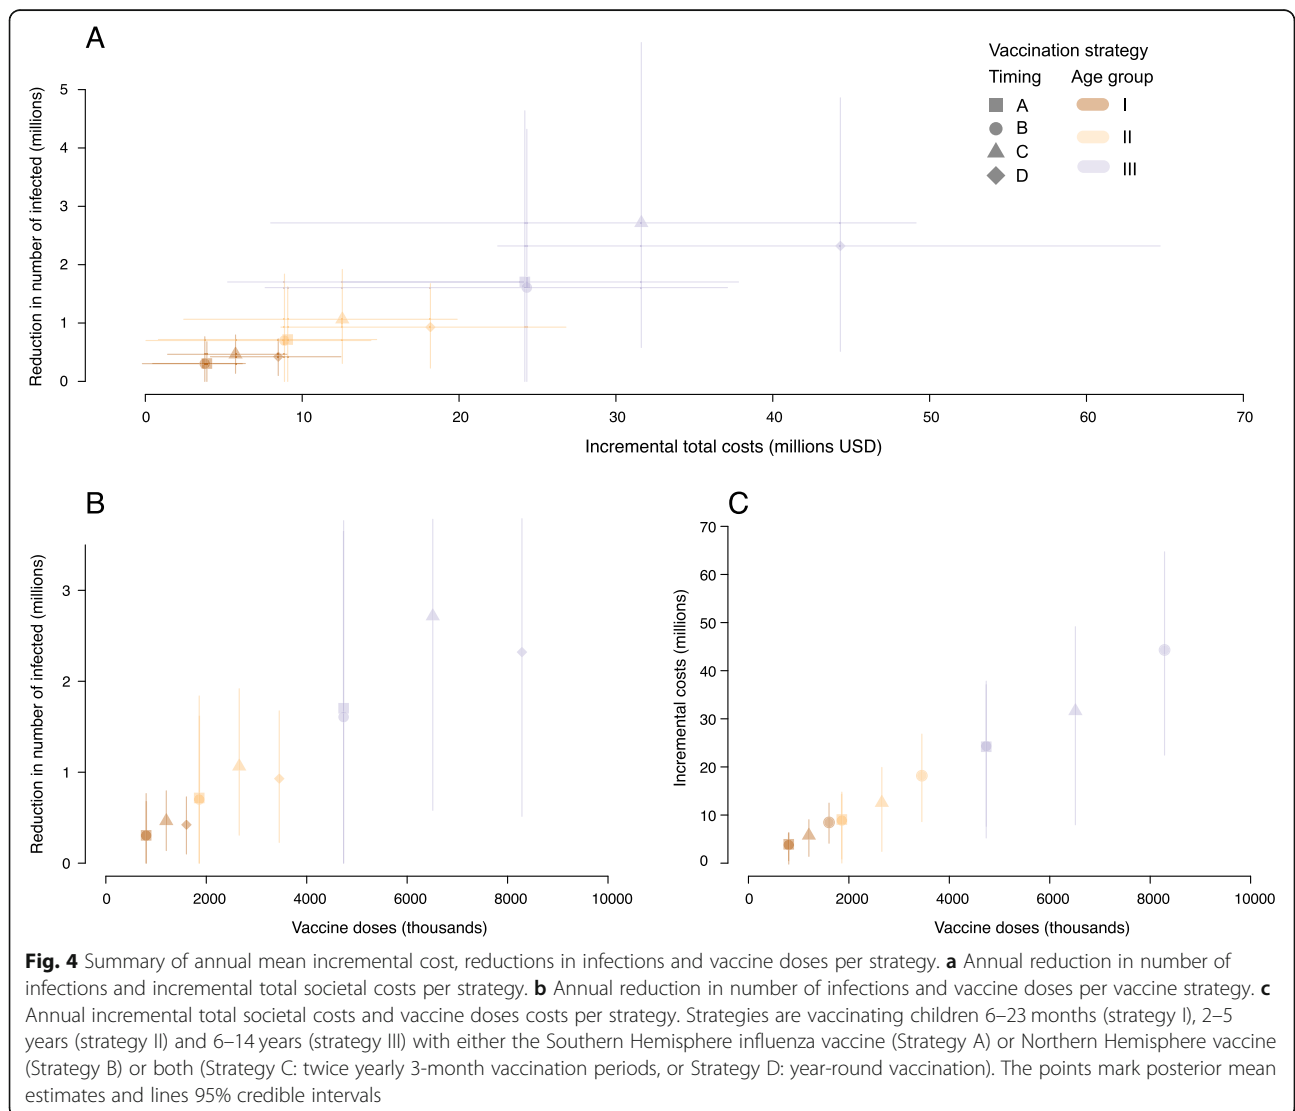 A
Vaccination strategy
Timing Age group
A I
B
II
C
D III
Reduction in number of infected (millions)
5
4
3
2
1
0
0 10 20 30 40 50 60 70
Incremental total costs (millions USD)
B
Reduction in number of infected (millions)
3
2
1
0
0 2000 4000 6000 8000 10000
Vaccine doses (thousands)
C
Incremental costs (millions)
70
60
50
40
30
20
10
0
0 2000 4000 6000 8000 10000
Vaccine doses (thousands)
Fig. 4 Summary of annual mean incremental cost, reductions in infections and vaccine doses per strategy. a Annual reduction in number of
infections and incremental total societal costs per strategy. b Annual reduction in number of infections and vaccine doses per vaccine strategy. c
Annual incremental total societal costs and vaccine doses costs per strategy. Strategies are vaccinating children 6–23 months (strategy I), 2–5
years (strategy II) and 6–14 years (strategy III) with either the Southern Hemisphere influenza vaccine (Strategy A) or Northern Hemisphere vaccine
(Strategy B) or both (Strategy C: twice yearly 3-month vaccination periods, or Strategy D: year-round vaccination). The points mark posterior mean
estimates and lines 95% credible intervals